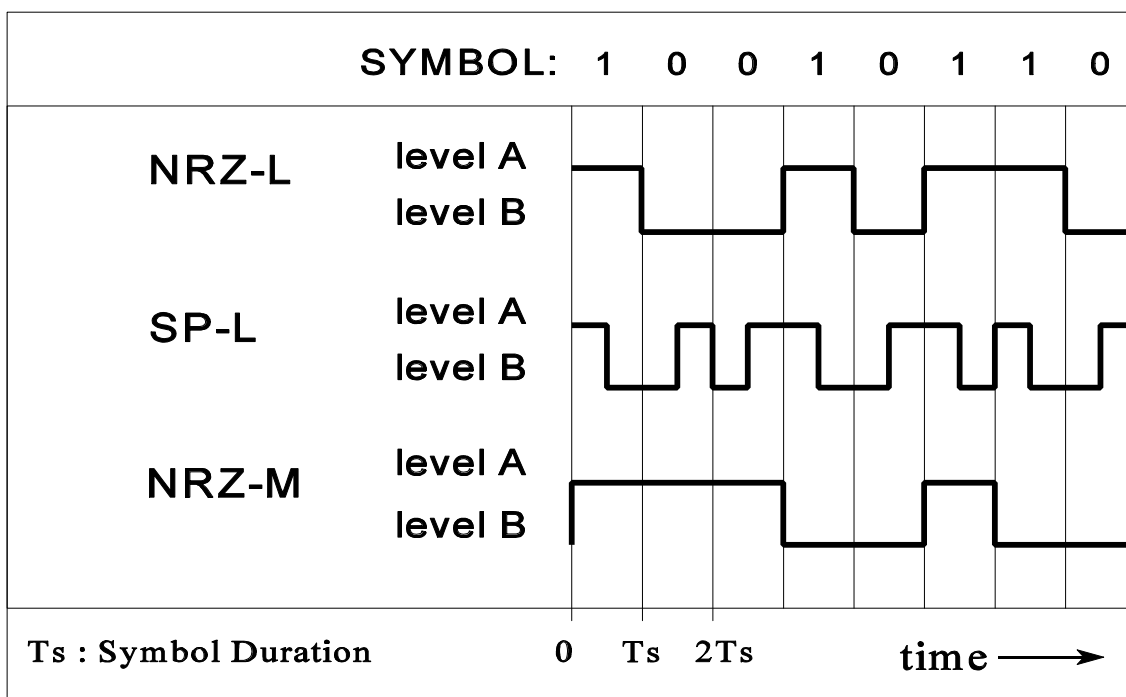 SYMBOL: 1 0 0 1 0 1 1 0
NRZ-L
level A
level B
SP-L
level A
level B
NRZ-M
level A
level B
Ts : Symbol Duration
0 Ts 2Ts
time